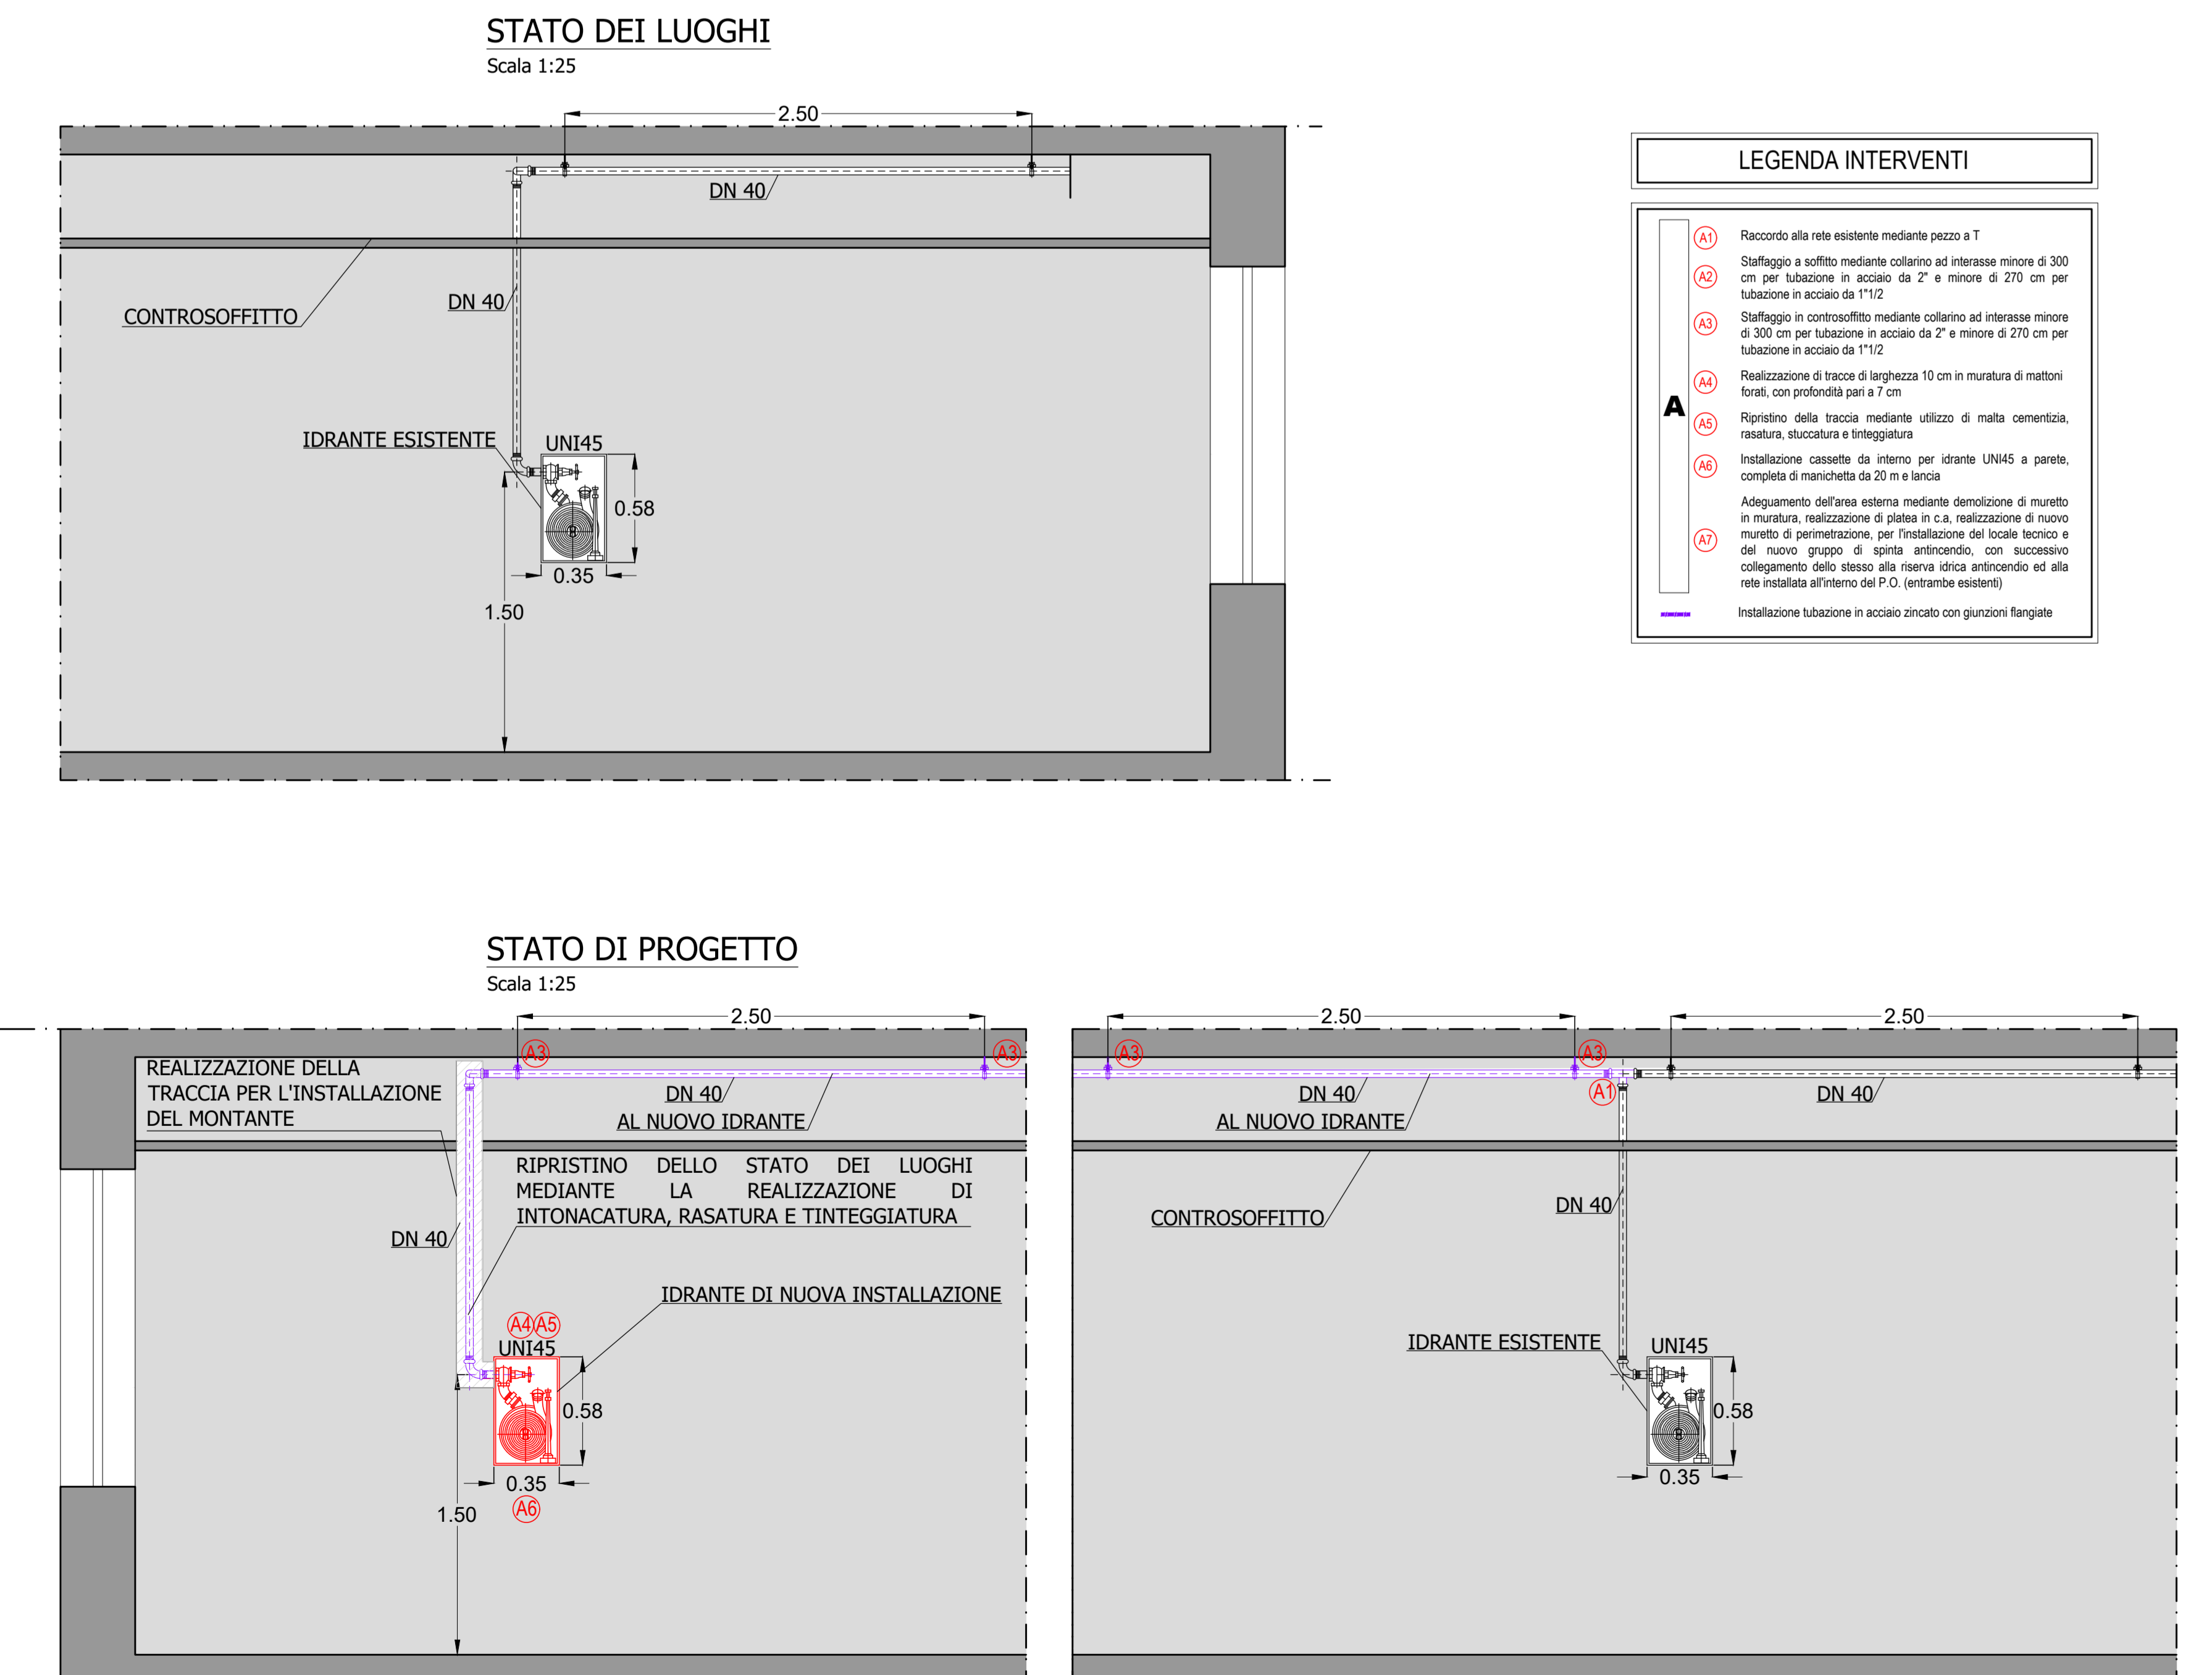 STATO DEI LUOGHI
Scala 1:25
2.50
DN 40
DN 40
CONTROSOFFITTO
IDRANTE ESISTENTE
UNI45
0.58
0.35
1.50
LEGENDA INTERVENTI
A
A1
Raccordo alla rete esistente mediante pezzo a T
A2
Staffaggio a soffitto mediante collarino ad interasse minore di 300
cm per tubazione in acciaio da 2" e minore di 270 cm per
tubazione in acciaio da 1"1/2
A3
Staffaggio in controsoffitto mediante collarino ad interasse minore
di 300 cm per tubazione in acciaio da 2" e minore di 270 cm per
tubazione in acciaio da 1"1/2
A4
Realizzazione di tracce di larghezza 10 cm in muratura di mattoni
forati, con profondità pari a 7 cm
A5
Ripristino della traccia mediante utilizzo di malta cementizia,
rasatura, stuccatura e tinteggiatura
A6
Installazione cassette da interno per idrante UNI45 a parete,
completa di manichetta da 20 m e lancia
A7
Adeguamento dell'area esterna mediante demolizione di muretto
in muratura, realizzazione di platea in c.a, realizzazione di nuovo
muretto di perimetrazione, per l'installazione del locale tecnico e
del nuovo gruppo di spinta antincendio, con successivo
collegamento dello stesso alla riserva idrica antincendio ed alla
rete installata all'interno del P.O. (entrambe esistenti)
Installazione tubazione in acciaio zincato con giunzioni flangiate
STATO DI PROGETTO
Scala 1:25
2.50
A3
A3
REALIZZAZIONE DELLA
TRACCIA PER L'INSTALLAZIONE
DEL MONTANTE
DN 40
AL NUOVO IDRANTE
RIPRISTINO DELLO STATO DEI LUOGHI
MEDIANTE LA REALIZZAZIONE DI
INTONACATURA, RASATURA E TINTEGGIATURA
DN 40
IDRANTE DI NUOVA INSTALLAZIONE
A4
A5
UNI45
0.58
0.35
A6
1.50
2.50
2.50
A3
A3
A1
DN 40
DN 40
AL NUOVO IDRANTE
DN 40
CONTROSOFFITTO
IDRANTE ESISTENTE
UNI45
0.58
0.35